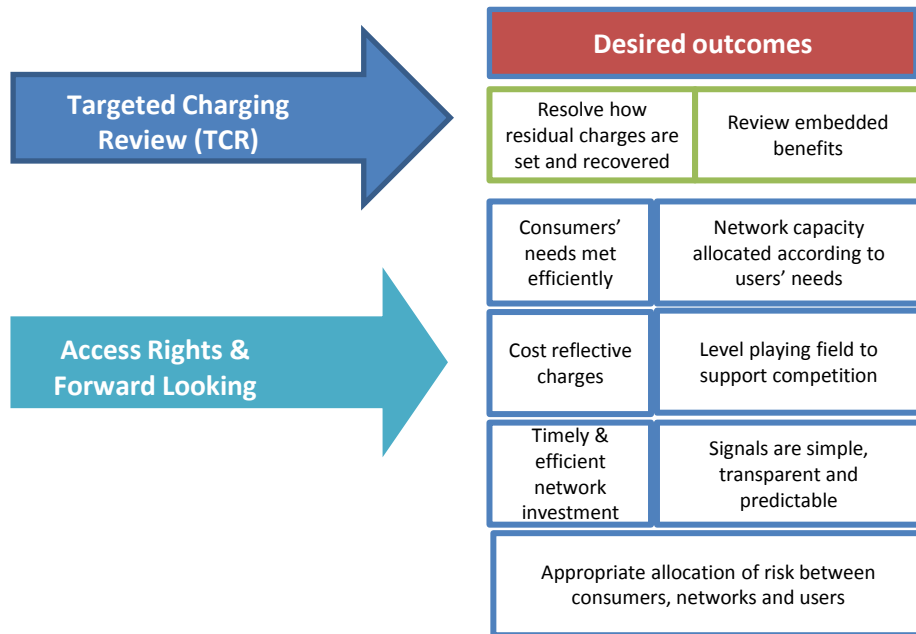 Desired outcomes
Targeted Charging
Review (TCR)
Resolve how
residual charges are
set and recovered
Review embedded
benefits
Access Rights &
Forward Looking
Consumers’
needs met
efficiently
Network capacity
allocated according to
users’ needs
Cost reflective
charges
Level playing field to
support competition
Timely &
efficient
network
investment
Signals are simple,
transparent and
predictable
Appropriate allocation of risk between
consumers, networks and users